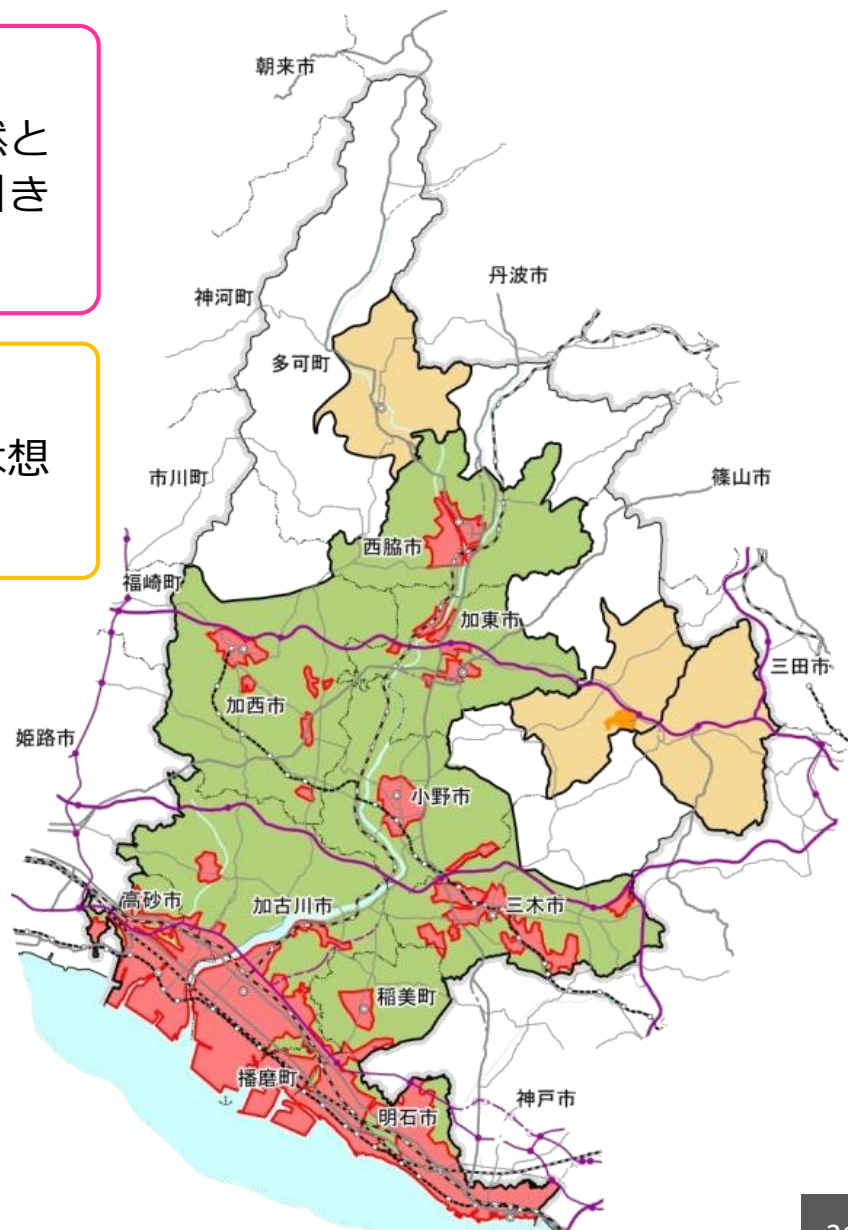 然と
引き
は想
朝来市
丹波市
神河町
多可町
市川町
篠山市
西脇市
福崎町
加東市
三田市
加西市
姫路市
小野市
高砂市
加古川市
三木市
稲美町
播磨町
神戸市
明石市